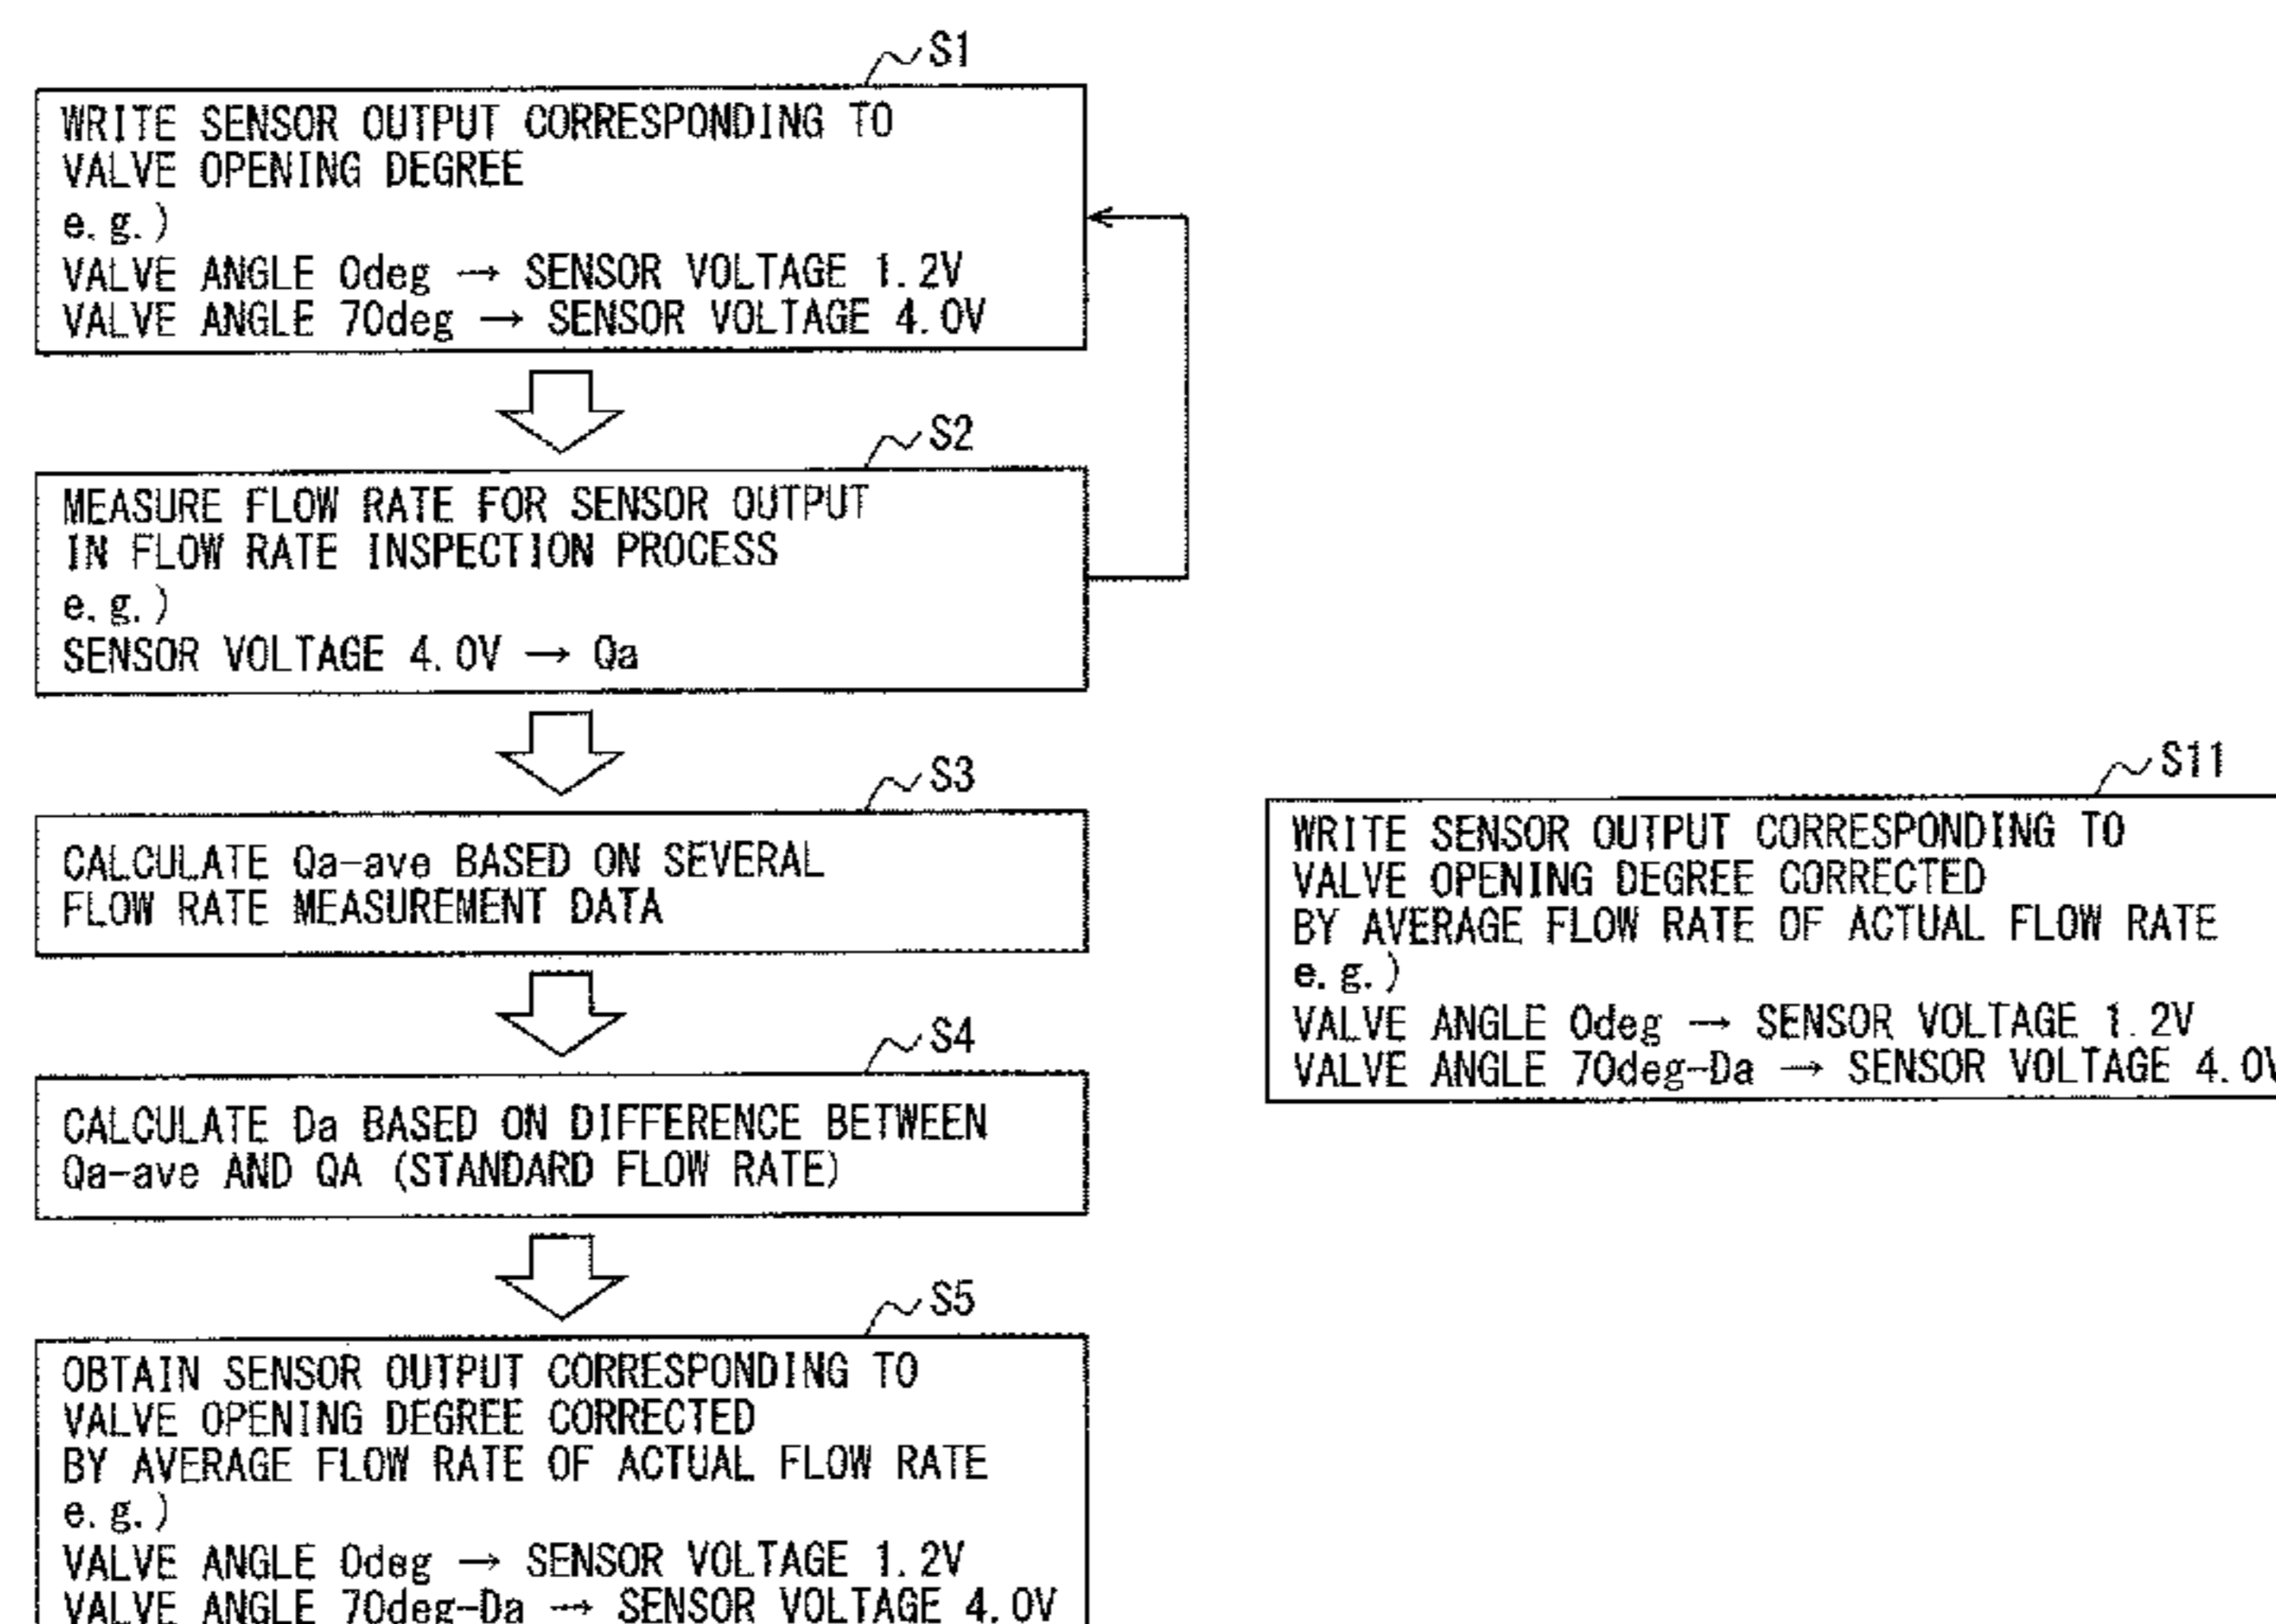 S1
WRITE SENSOR OUTPUT CORRESPONDING TO
VALVE OPENING DEGREE
e.g.)
VALVE ANGLE 0deg → SENSOR VOLTAGE 1.2V
VALVE ANGLE 70deg → SENSOR VOLTAGE 4.0V
S2
MEASURE FLOW RATE FOR SENSOR OUTPUT
IN FLOW RATE INSPECTION PROCESS
e.g.)
SENSOR VOLTAGE 4.0V → Qa
S3
CALCULATE Qa-ave BASED ON SEVERAL
FLOW RATE MEASUREMENT DATA
S4
CALCULATE Da BASED ON DIFFERENCE BETWEEN
Qa-ave AND QA (STANDARD FLOW RATE)
S5
OBTAIN SENSOR OUTPUT CORRESPONDING TO
VALVE OPENING DEGREE CORRECTED
BY AVERAGE FLOW RATE OF ACTUAL FLOW RATE
e.g.)
VALVE ANGLE 0deg → SENSOR VOLTAGE 1.2V
VALVE ANGLE 70deg-Da → SENSOR VOLTAGE 4.0V
S11
WRITE SENSOR OUTPUT CORRESPONDING TO
VALVE OPENING DEGREE CORRECTED
BY AVERAGE FLOW RATE OF ACTUAL FLOW RATE
e.g.)
VALVE ANGLE 0deg → SENSOR VOLTAGE 1.2V
VALVE ANGLE 70deg-Da → SENSOR VOLTAGE 4.0V